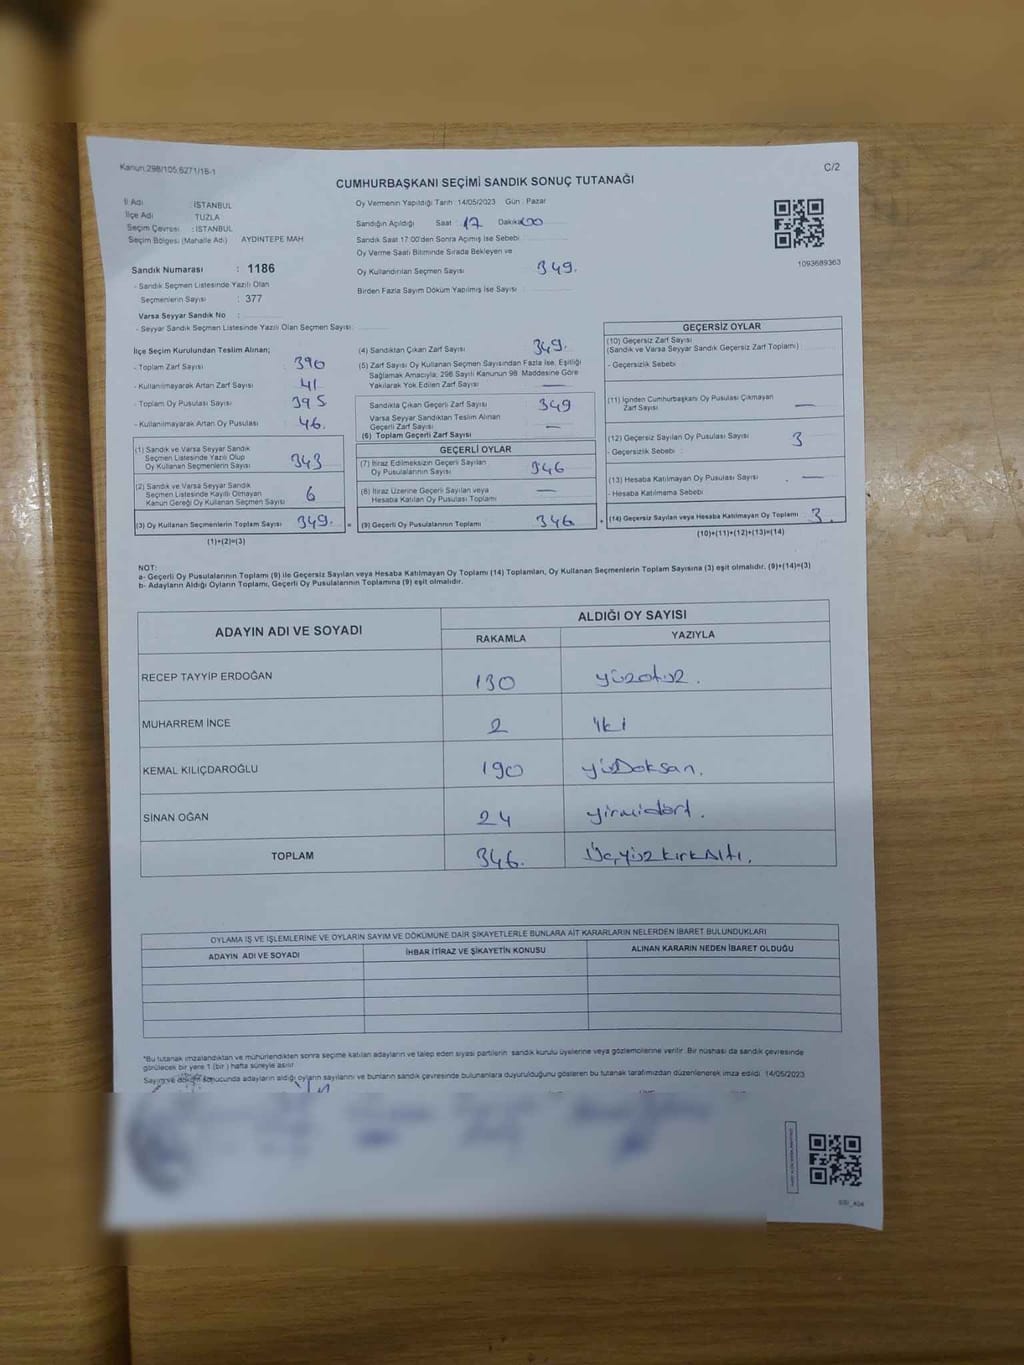 Kanun.298/105,6271/16-1
C/2
CUMHURBAŞKANI SEÇİMİ SANDIK SONUÇ TUTANAĞI
İl Adı : İSTANBUL
İlçe Adı TUZLA
Seçim Çevresi : İSTANBUL
Seçim Bölgesi (Mahalle Adı) AYDINTEPE MAH
Sandık Numarası : 1186
- Sandık Seçmen Listesinde Yazılı Olan
Seçmenlerin Sayısı : 377
Varsa Seyyar Sandık No :
- Seyyar Sandık Seçmen Listesinde Yazılı Olan Seçmen Sayısı:
Oy Vermenin Yapıldığı Tarih : 14/05/2023 Gün : Pazar
Sandığın Açıldığı Saat : 17 Dakika : 00
Sandık Saat 17:00'den Sonra Açımış İse Sebebi
Oy Verme Saati Bitiminde Sırada Bekleyen ve
Oy Kullandırılan Seçmen Sayısı 349.
Birden Fazla Sayım Döküm Yapılmış İse Sayısı :
1093689363
İlçe Seçim Kurulundan Teslim Alınan;
- Toplam Zarf Sayısı 390
- Kullanılmayarak Artan Zarf Sayısı 41
- Toplam Oy Pusulası Sayısı 395
- Kullanılmayarak Artan Oy Pusulası 46.
(1) Sandık ve Varsa Seyyar Sandık
Seçmen Listesinde Yazılı Olup
Oy Kullanan Seçmenlerin Sayısı 343
(2) Sandık ve Varsa Seyyar Sandık
Seçmen Listesinde Kayıtlı Olmayan
Kanun Gereği Oy Kullanan Seçmen Sayısı 6
(3) Oy Kullanan Seçmenlerin Toplam Sayısı 349. =
(1)+(2)=(3)
(4) Sandıktan Çıkan Zarf Sayısı 349.
(5) Zarf Sayısı Oy Kullanan Seçmen Sayısından Fazla İse, Eşitliği
Sağlamak Amacıyla, 298 Sayılı Kanunun 98. Maddesine Göre
Yakılarak Yok Edilen Zarf Sayısı —
Sandıkta Çıkan Geçerli Zarf Sayısı 349
Varsa Seyyar Sandıktan Teslim Alınan
Geçerli Zarf Sayısı —
(6) Toplam Geçerli Zarf Sayısı
GEÇERLİ OYLAR
(7) İtiraz Edilmeksizin Geçerli Sayılan
Oy Pusulalarının Sayısı 346
(8) İtiraz Üzerine Geçerli Sayılan veya
Hesaba Katılan Oy Pusulası Toplamı —
(9) Geçerli Oy Pusulalarının Toplamı 346 +
GEÇERSİZ OYLAR
(10) Geçersiz Zarf Sayısı
(Sandık ve Varsa Seyyar Sandık Geçersiz Zarf Toplamı)
- Geçersizlik Sebebi
(11) İçinden Cumhurbaşkanı Oy Pusulası Çıkmayan
Zarf Sayısı —
(12) Geçersiz Sayılan Oy Pusulası Sayısı 3
- Geçersizlik Sebebi :
(13) Hesaba Katılmayan Oy Pusulası Sayısı —
- Hesaba Katılmama Sebebi
(14) Geçersiz Sayılan veya Hesaba Katılmayan Oy Toplamı 3.
(10)+(11)+(12)+(13)=(14)
NOT:
a- Geçerli Oy Pusulalarının Toplamı (9) ile Geçersiz Sayılan veya Hesaba Katılmayan Oy Toplamı (14) Toplamları, Oy Kullanan Seçmenlerin Toplam Sayısına (3) eşit olmalıdır. (9)+(14)=(3)
b- Adayların Aldığı Oyların Toplamı, Geçerli Oy Pusulalarının Toplamına (9) eşit olmalıdır.
ADAYIN ADI VE SOYADI
ALDIĞI OY SAYISI
RAKAMLA YAZIYLA
RECEP TAYYİP ERDOĞAN 130 yüzotuz.
MUHARREM İNCE 2 iki
KEMAL KILIÇDAROĞLU 190 yüzDoksan.
SİNAN OĞAN 24 yirmidört.
TOPLAM 346. Üçyüzkırkaltı.
OYLAMA İŞ VE İŞLEMLERİNE VE OYLARIN SAYIM VE DÖKÜMÜNE DAİR ŞİKAYETLERLE BUNLARA AİT KARARLARIN NELERDEN İBARET BULUNDUKLARI
ADAYIN ADI VE SOYADI İHBAR İTİRAZ VE ŞİKAYETİN KONUSU ALINAN KARARIN NEDEN İBARET OLDUĞU
*Bu tutanak imzalandıktan ve mühürlendikten sonra seçime katılan adayların ve talep eden siyasi partilerin sandık kurulu üyelerine veya gözlemcilerine verilir. Bir nüshası da sandık çevresinde
görülecek bir yere 1 (bir) hafta süreyle asılır
Sayım ve döküm sonucunda adayların aldığı oyların sayılarını ve bunların sandık çevresinde bulunanlara duyurulduğunu gösteren bu tutanak tarafımızdan düzenlenerek imza edildi. 14/05/2023